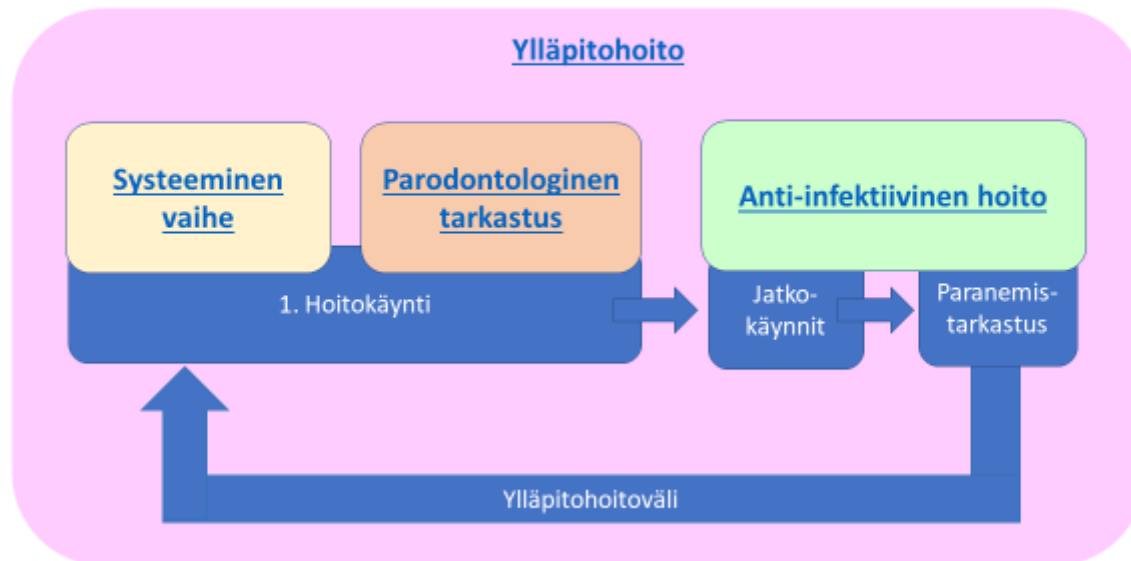 Ylläpitohoito
Systeeminen
vaihe
Parodontologinen
tarkastus
Anti-infektiivinen hoito
1. Hoitokäynti
Jatko-
käynnit
Paranemis-
tarkastus
Ylläpitohoitoväli